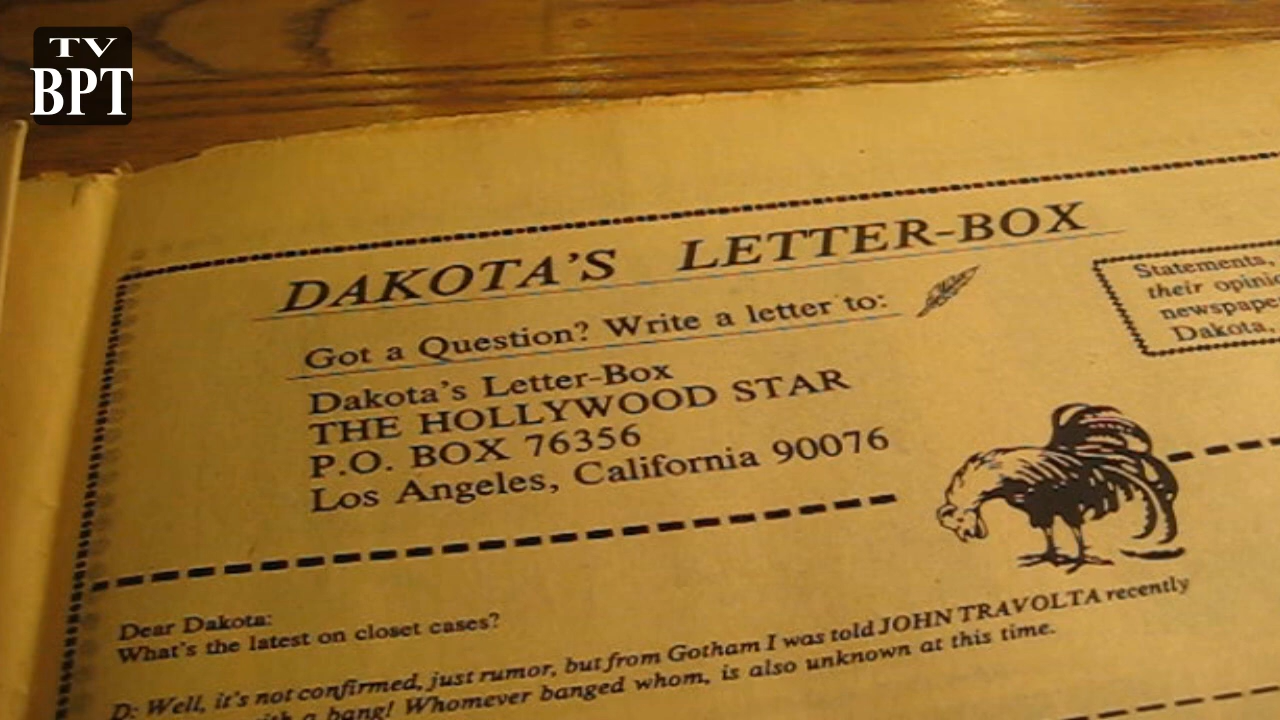 TV
BPT
DAKOTA'S LETTER-BOX
Got a Question? Write a letter to:
Dakota's Letter-Box
THE HOLLYWOOD STAR
P.O. BOX 76356
Los Angeles, California 90076
Statements,
their
newspape
Dakota,
Dear Dakota:
What's the latest on closet cases?
D: Well, it's not confirmed, just rumor, but from Gotham I was told JOHN TRAVOLTA recently
with a bang! Whomever banged whom, is also unknown at this time.